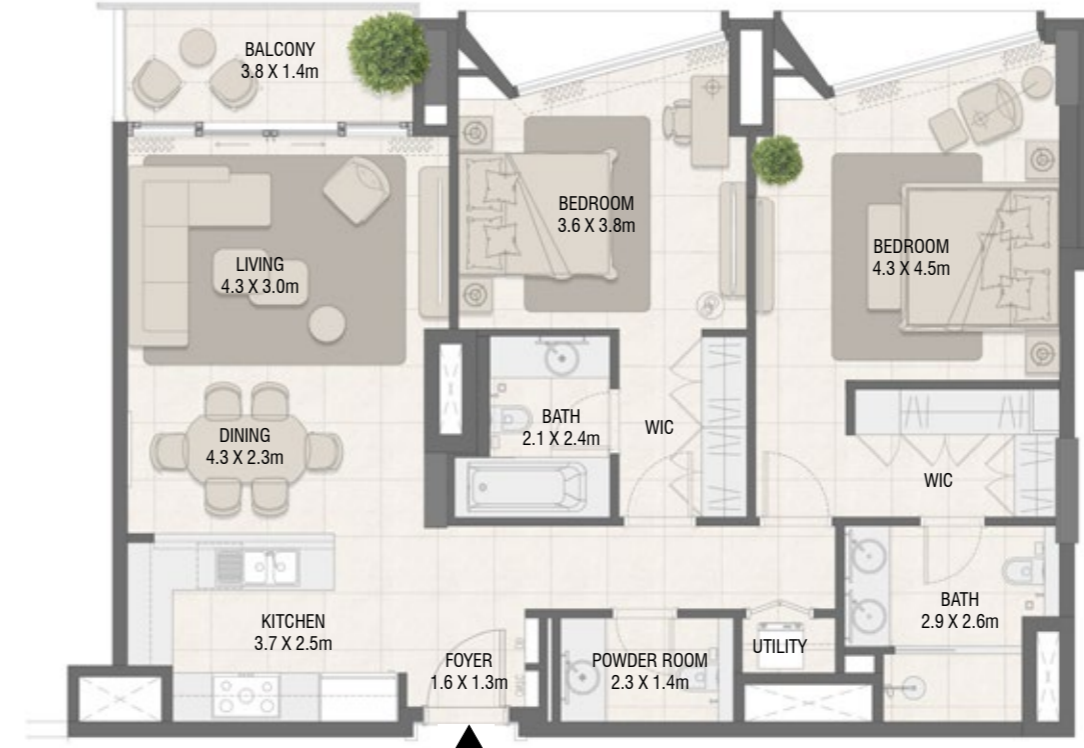 BALCONY
3.8 X 1.4m
BEDROOM
3.6 X 3.8m
BEDROOM
4.3 X 4.5m
LIVING
4.3 X 3.0m
BATH
2.1 X 2.4m
WIC
DINING
4.3 X 2.3m
WIC
BATH
2.9 X 2.6m
KITCHEN
3.7 X 2.5m
FOYER
1.6 X 1.3m
POWDER ROOM
2.3 X 1.4m
UTILITY